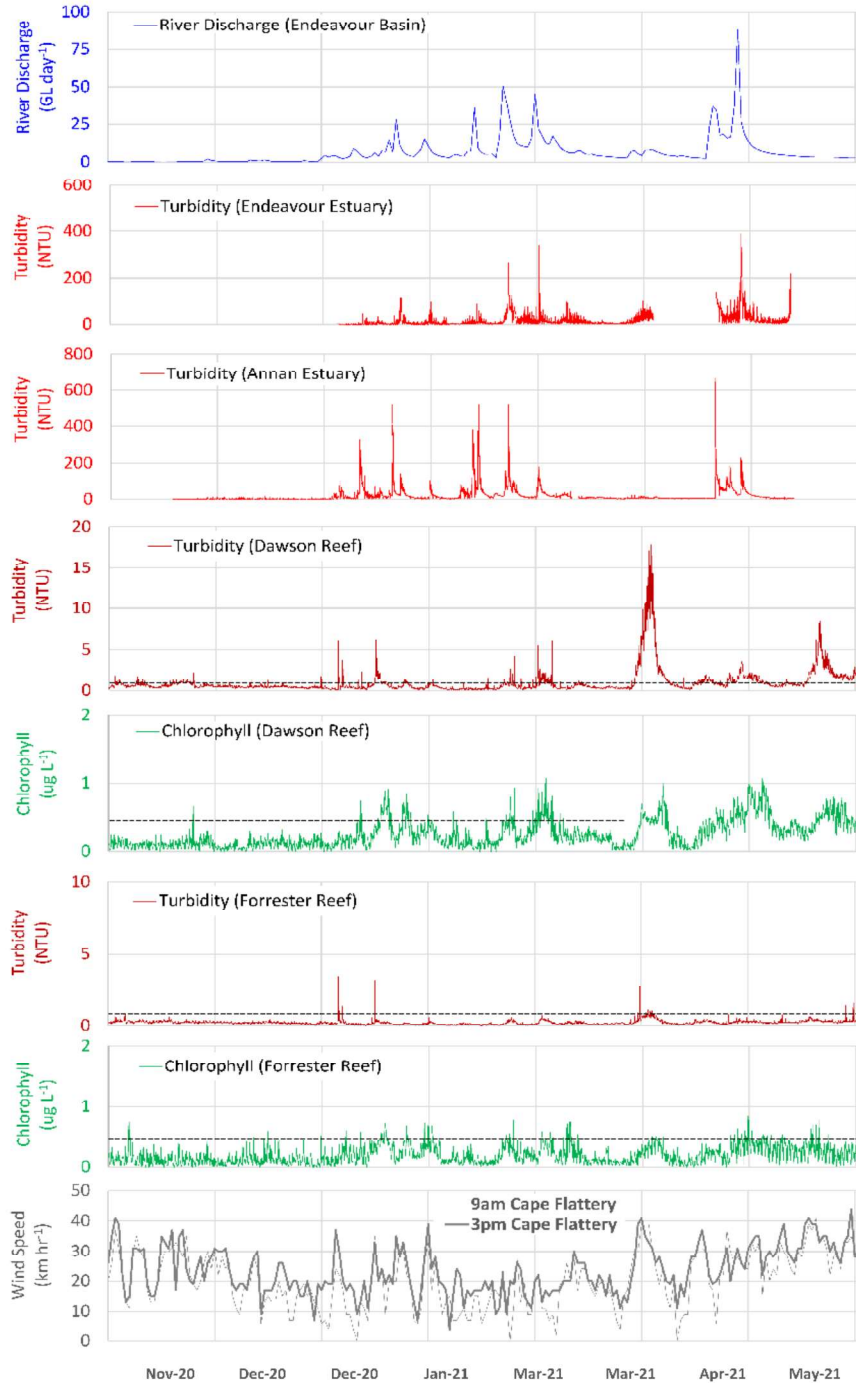 100
75
50
25
0
River Discharge
(GL day⁻¹)
River Discharge (Endeavour Basin)
600
400
200
0
Turbidity
(NTU)
Turbidity (Endeavour Estuary)
800
600
400
200
0
Turbidity
(NTU)
Turbidity (Annan Estuary)
20
15
10
5
0
Turbidity
(NTU)
Turbidity (Dawson Reef)
2
1
0
Chlorophyll
(ug L⁻¹)
Chlorophyll (Dawson Reef)
10
5
0
Turbidity
(NTU)
Turbidity (Forrester Reef)
2
1
0
Chlorophyll
(ug L⁻¹)
Chlorophyll (Forrester Reef)
50
40
30
20
10
0
Wind Speed
(km hr⁻¹)
9am Cape Flattery
3pm Cape Flattery
Nov-20 Dec-20 Dec-20 Jan-21 Mar-21 Mar-21 Apr-21 May-21